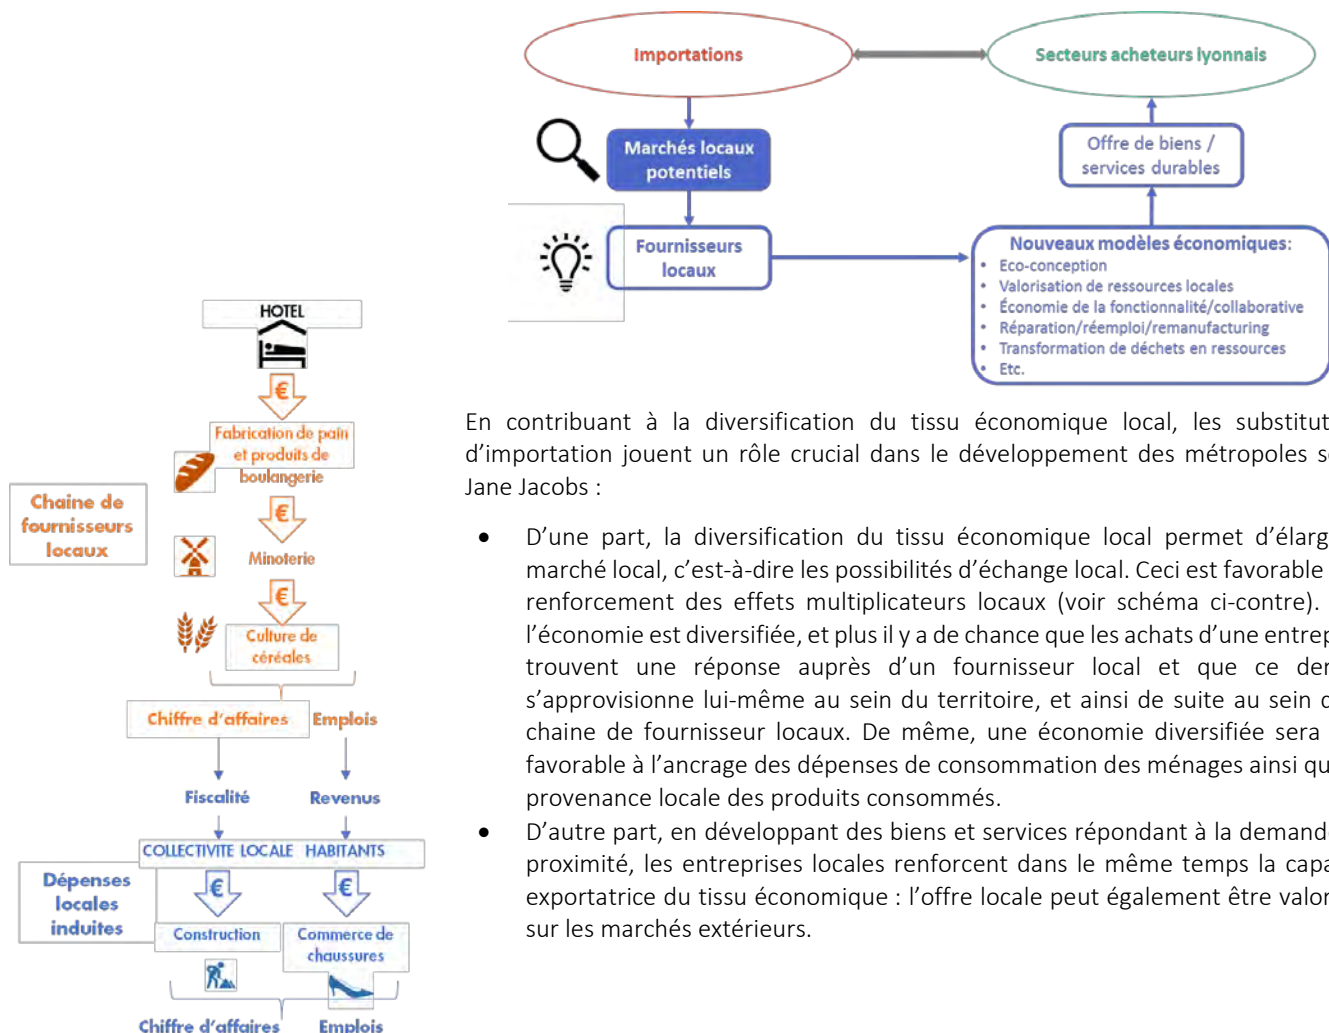 Importations
Secteurs acheteurs lyonnais
Marchés locaux
potentiels
Offre de biens /
services durables
Fournisseurs
locaux
Nouveaux modèles économiques:
• Eco-conception
• Valorisation de ressources locales
• Économie de la fonctionnalité/collaborative
• Réparation/réemploi/remanufacturing
• Transformation de déchets en ressources
• Etc.
HOTEL
€
Fabrication de pain
et produits de
boulangerie
€
Chaine de
fournisseurs
locaux
Minoterie
€
Culture de
céréales
Chiffre d'affaires Emplois
Fiscalité Revenus
COLLECTIVITE LOCALE HABITANTS
€ €
Dépenses
locales
induites
Construction
Commerce de
chaussures
Chiffre d'affaires Emplois
En contribuant à la diversification du tissu économique local, les substitut
d'importation jouent un rôle crucial dans le développement des métropoles s
Jane Jacobs :
• D'une part, la diversification du tissu économique local permet d'élarg
marché local, c'est-à-dire les possibilités d'échange local. Ceci est favorable
renforcement des effets multiplicateurs locaux (voir schéma ci-contre).
l'économie est diversifiée, et plus il y a de chance que les achats d'une entrep
trouvent une réponse auprès d'un fournisseur local et que ce der
s'approvisionne lui-même au sein du territoire, et ainsi de suite au sein d
chaine de fournisseur locaux. De même, une économie diversifiée sera
favorable à l'ancrage des dépenses de consommation des ménages ainsi qu
provenance locale des produits consommés.
• D'autre part, en développant des biens et services répondant à la demand
proximité, les entreprises locales renforcent dans le même temps la capa
exportatrice du tissu économique : l'offre locale peut également être valor
sur les marchés extérieurs.